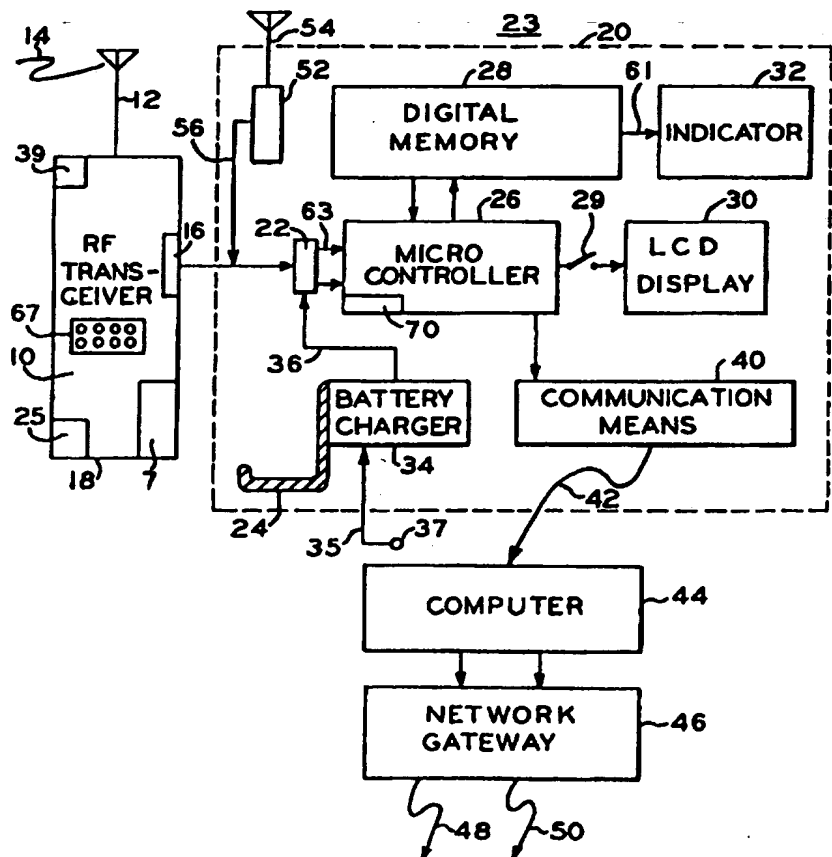 14
12
54
23
20
52
28
DIGITAL
MEMORY
61
32
INDICATOR
56
39
16
RF
TRANS-
CEIVER
67
10
25
18
7
22
63
26
MICRO
CONTROLLER
70
29
30
LCD
DISPLAY
36
BATTERY
CHARGER
34
24
35
37
40
COMMUNICATION
MEANS
42
COMPUTER
44
NETWORK
GATEWAY
46
48
50